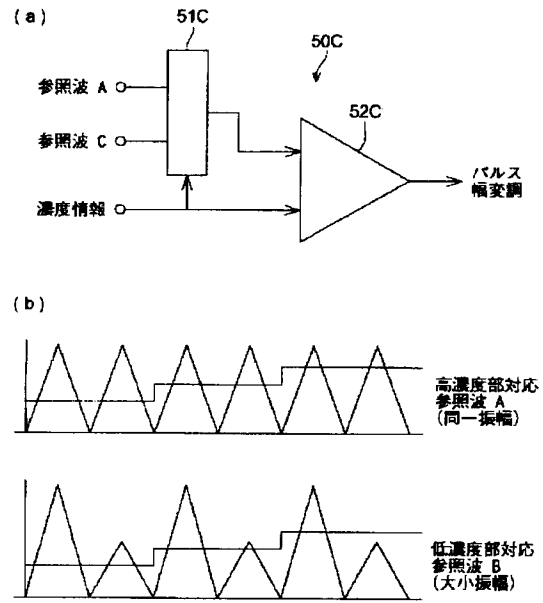 (a)
51C
50C
参照波 A
52C
参照波 C
パルス
幅変調
濃度情報
(b)
高濃度部対応
参照波 A
(同一振幅)
低濃度部対応
参照波 B
(大小振幅)